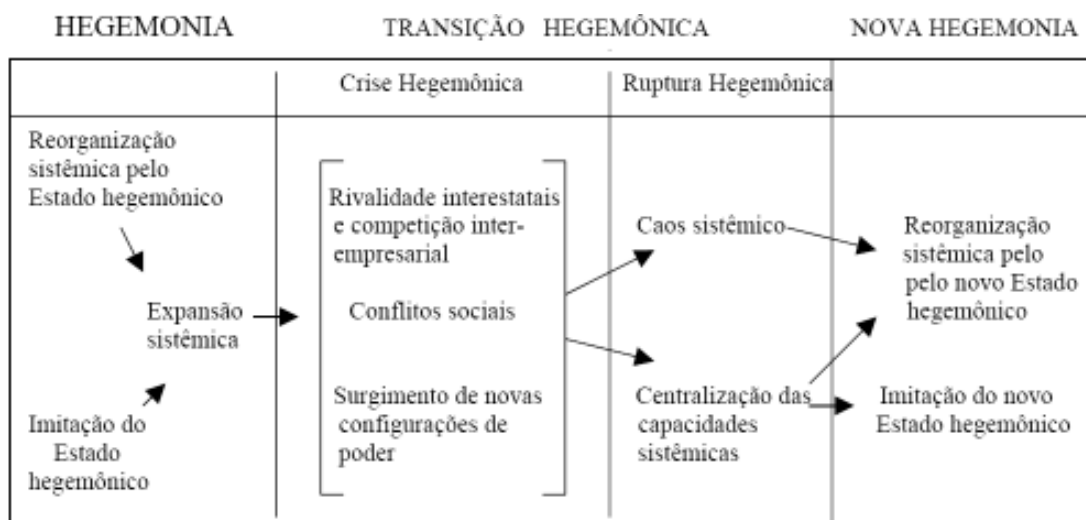 HEGEMONIA
TRANSIÇÃO HEGEMÔNICA
NOVA HEGEMONIA
Crise Hegemônica
Ruptura Hegemônica
Reorganização
sistêmica pelo
Estado hegemônico
Expansão
sistêmica
Imitação do
Estado
hegemônico
Rivalidade interestatais
e competição inter-
empresarial
Conflitos sociais
Surgimento de novas
configurações de
poder
Caos sistêmico
Centralização das
capacidades
sistêmicas
Reorganização
sistêmica pelo
pelo novo Estado
hegemônico
Imitação do novo
Estado hegemônico